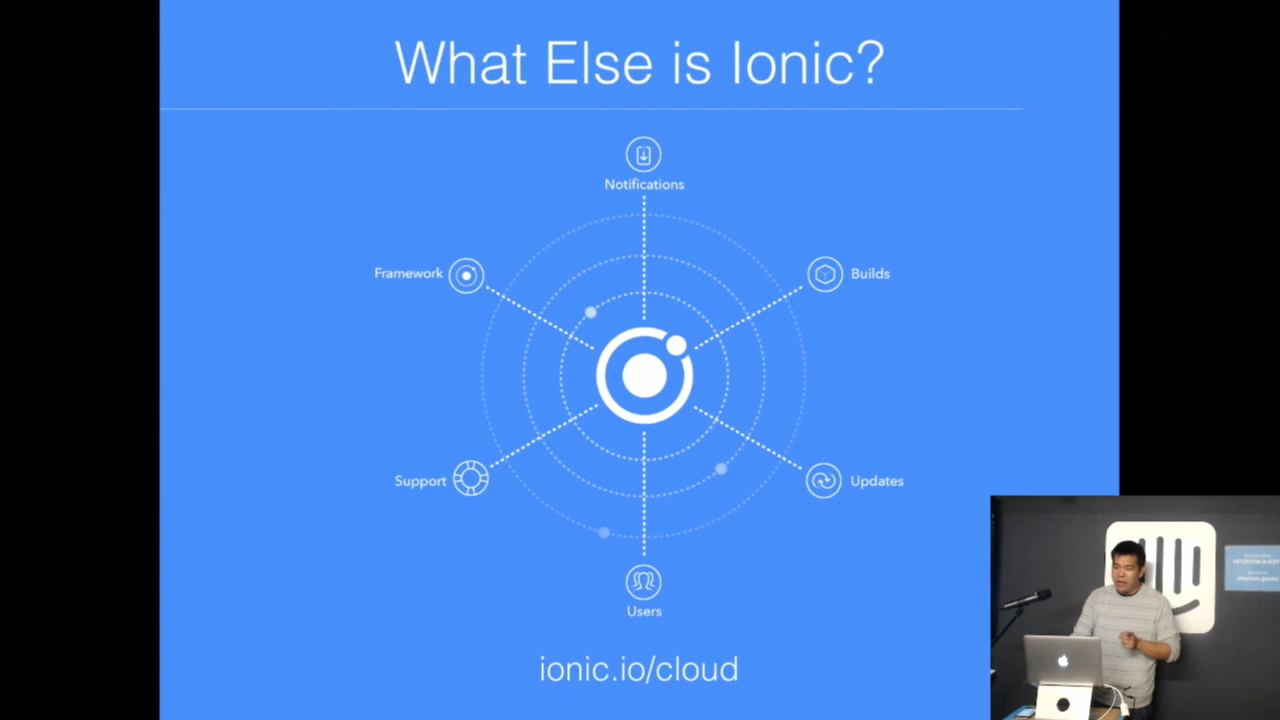 What Else is Ionic?
Notifications
Framework
Builds
Support
Updates
Users
ionic.io/cloud